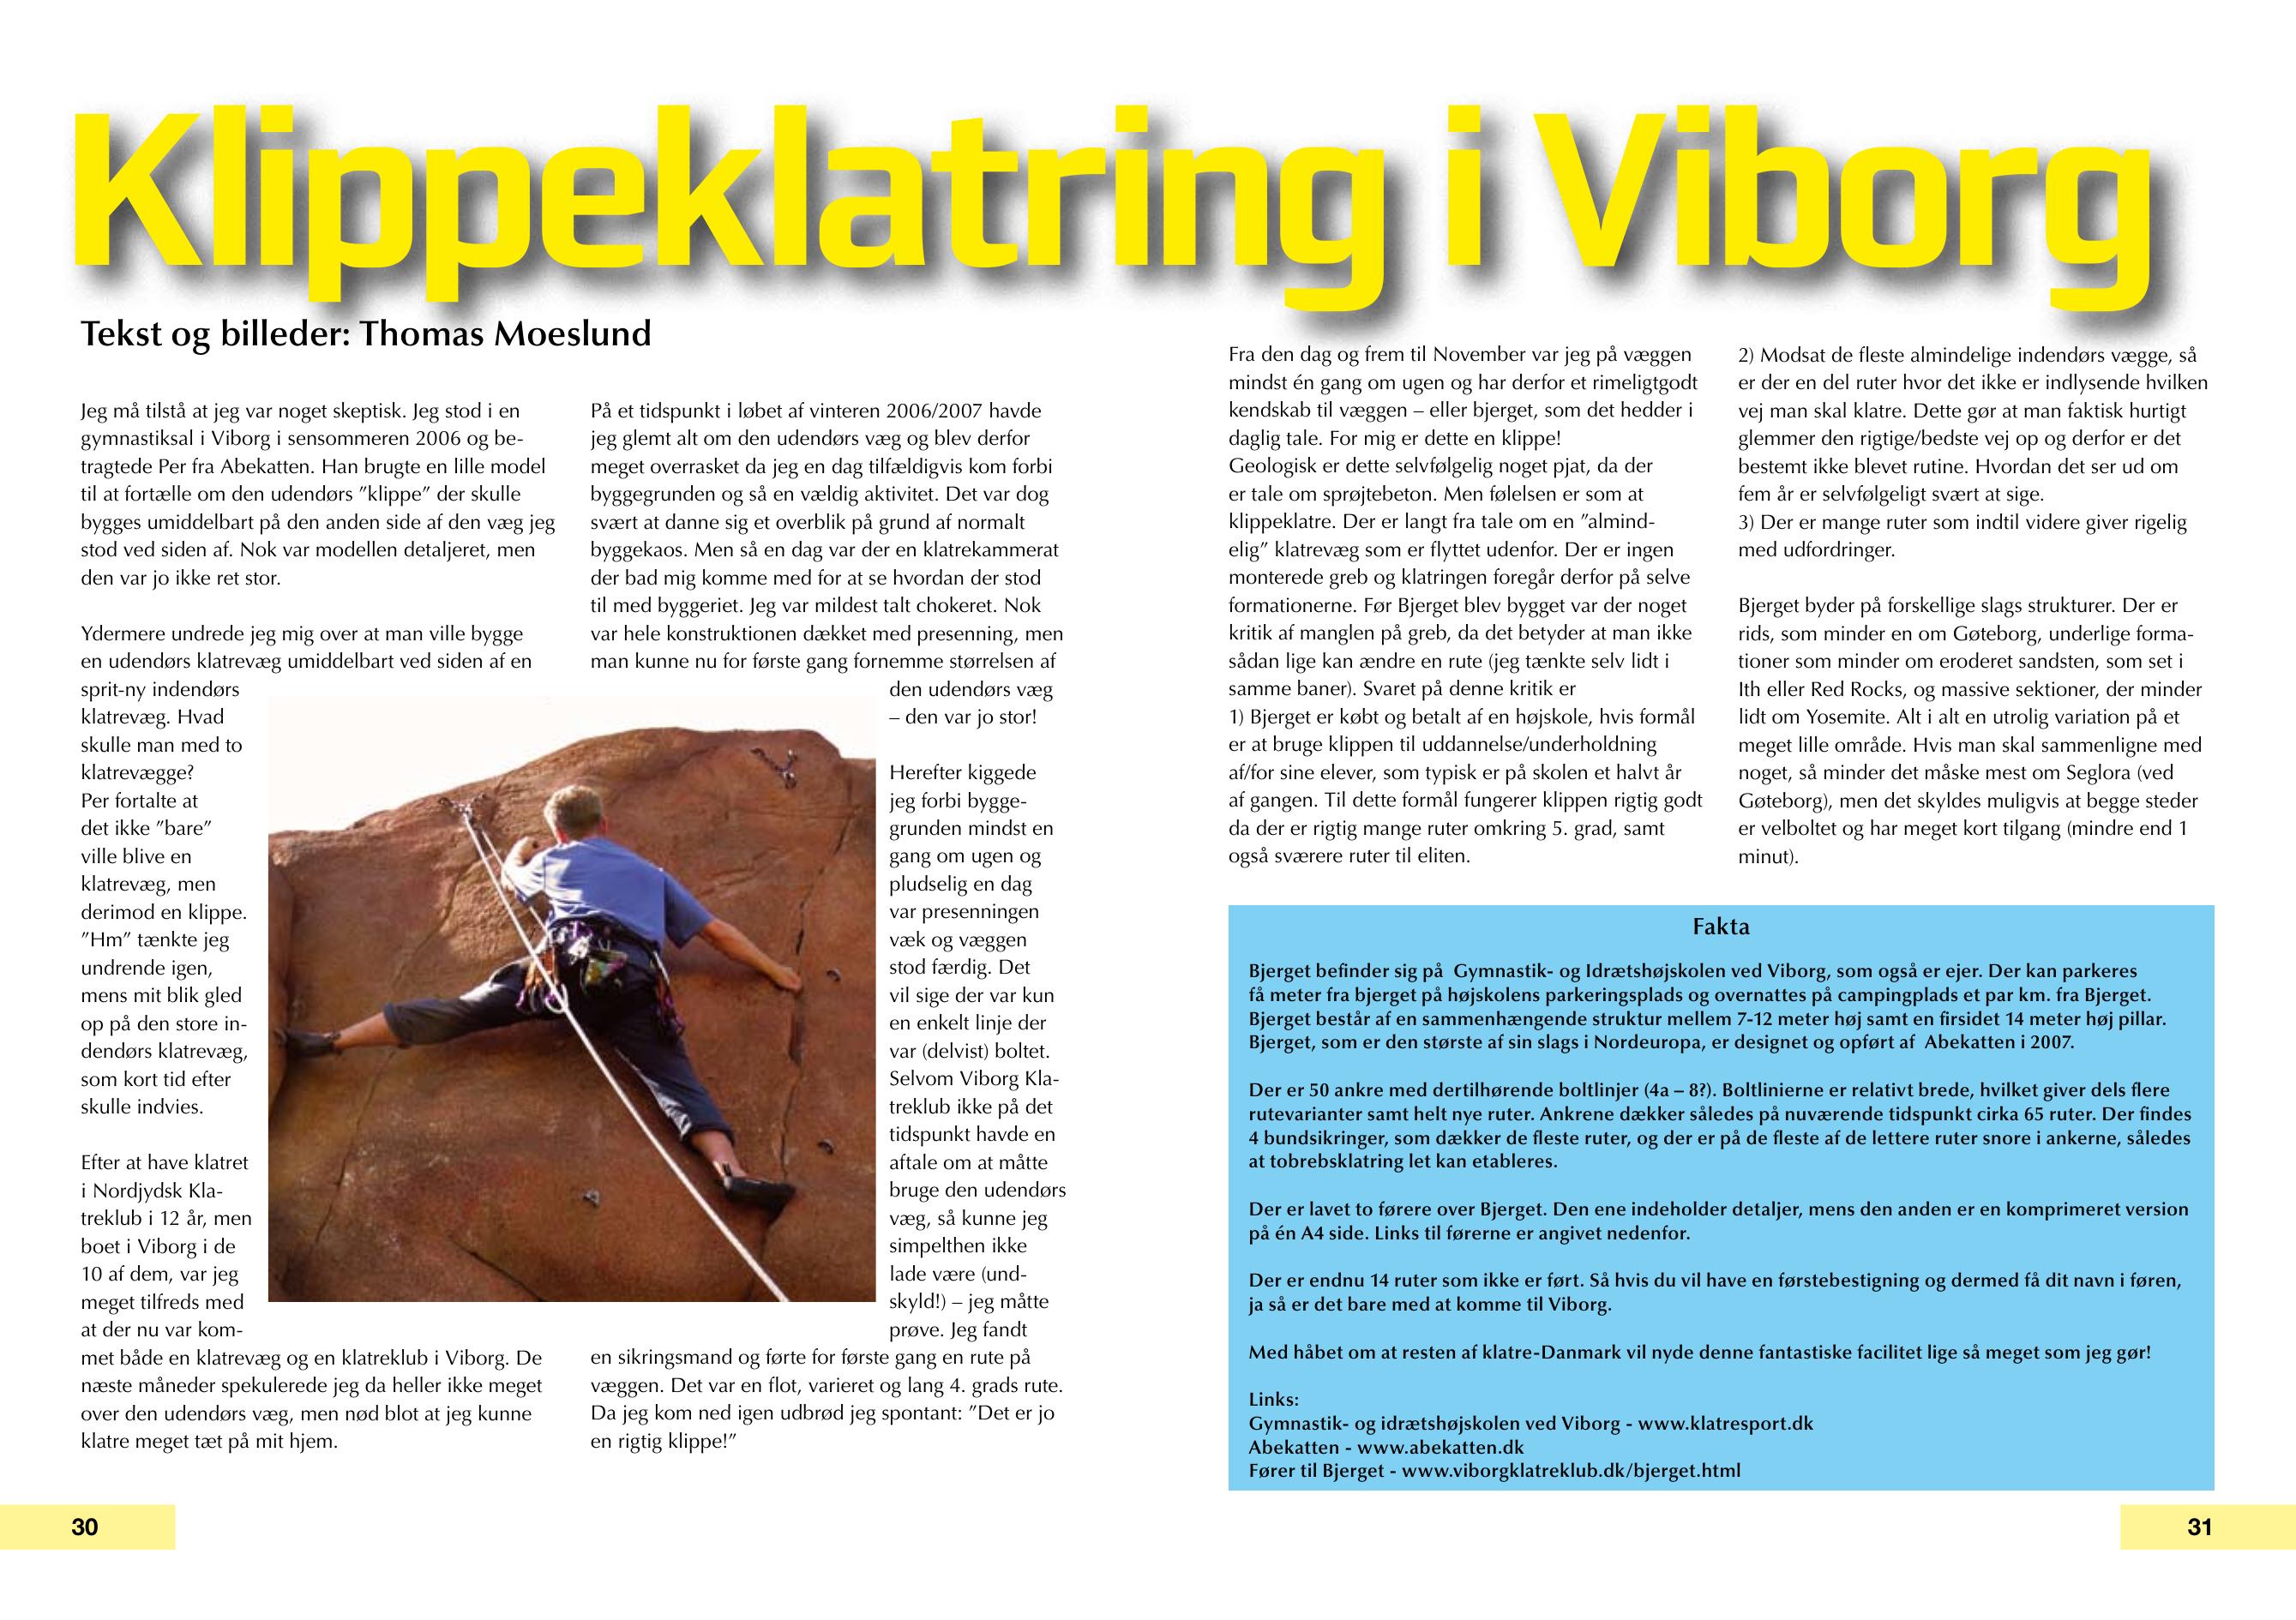 Klippeklatring i Viborg
Tekst og billeder: Thomas Moeslund
Jeg må tilstå at jeg var noget skeptisk. Jeg stod i en
gymnastiksal i Viborg i sensommeren 2006 og be-
tragtede Per fra Abekatten. Han brugte en lille model
til at fortælle om den udendørs ”klippe” der skulle
bygges umiddelbart på den anden side af den væg jeg
stod ved siden af. Nok var modellen detaljeret, men
den var jo ikke ret stor.
Ydermere undrede jeg mig over at man ville bygge
en udendørs klatrevæg umiddelbart ved siden af en
sprit-ny indendørs
klatrevæg. Hvad
skulle man med to
klatrevægge?
Per fortalte at
det ikke ”bare”
ville blive en
klatrevæg, men
derimod en klippe.
”Hm” tænkte jeg
undrende igen,
mens mit blik gled
op på den store in-
dendørs klatrevæg,
som kort tid efter
skulle indvies.
Efter at have klatret
i Nordjydsk Kla-
treklub i 12 år, men
boet i Viborg i de
10 af dem, var jeg
meget tilfreds med
at der nu var kom-
met både en klatrevæg og en klatreklub i Viborg. De
næste måneder spekulerede jeg da heller ikke meget
over den udendørs væg, men nød blot at jeg kunne
klatre meget tæt på mit hjem.
På et tidspunkt i løbet af vinteren 2006/2007 havde
jeg glemt alt om den udendørs væg og blev derfor
meget overrasket da jeg en dag tilfældigvis kom forbi
byggegrunden og så en vældig aktivitet. Det var dog
svært at danne sig et overblik på grund af normalt
byggekaos. Men så en dag var der en klatrekammerat
der bad mig komme med for at se hvordan der stod
til med byggeriet. Jeg var mildest talt chokeret. Nok
var hele konstruktionen dækket med presenning, men
man kunne nu for første gang fornemme størrelsen af
den udendørs væg
– den var jo stor!
Herefter kiggede
jeg forbi bygge-
grunden mindst en
gang om ugen og
pludselig en dag
var presenningen
væk og væggen
stod færdig. Det
vil sige der var kun
en enkelt linje der
var (delvist) boltet.
Selvom Viborg Kla-
treklub ikke på det
tidspunkt havde en
aftale om at måtte
bruge den udendørs
væg, så kunne jeg
simpelthen ikke
lade være (und-
skyld!) – jeg måtte
prøve. Jeg fandt
en sikringsmand og førte for første gang en rute på
væggen. Det var en flot, varieret og lang 4. grads rute.
Da jeg kom ned igen udbrød jeg spontant: ”Det er jo
en rigtig klippe!”
Fra den dag og frem til November var jeg på væggen
mindst én gang om ugen og har derfor et rimeligtgodt
kendskab til væggen – eller bjerget, som det hedder i
daglig tale. For mig er dette en klippe!
Geologisk er dette selvfølgelig noget pjat, da der
er tale om sprøjtebeton. Men følelsen er som at
klippeklatre. Der er langt fra tale om en ”almind-
elig” klatrevæg som er flyttet udenfor. Der er ingen
monterede greb og klatringen foregår derfor på selve
formationerne. Før Bjerget blev bygget var der noget
kritik af manglen på greb, da det betyder at man ikke
sådan lige kan ændre en rute (jeg tænkte selv lidt i
samme baner). Svaret på denne kritik er
1) Bjerget er købt og betalt af en højskole, hvis formål
er at bruge klippen til uddannelse/underholdning
af/for sine elever, som typisk er på skolen et halvt år
af gangen. Til dette formål fungerer klippen rigtig godt
da der er rigtig mange ruter omkring 5. grad, samt
også sværere ruter til eliten.
2) Modsat de fleste almindelige indendørs vægge, så
er der en del ruter hvor det ikke er indlysende hvilken
vej man skal klatre. Dette gør at man faktisk hurtigt
glemmer den rigtige/bedste vej op og derfor er det
bestemt ikke blevet rutine. Hvordan det ser ud om
fem år er selvfølgeligt svært at sige.
3) Der er mange ruter som indtil videre giver rigelig
med udfordringer.
Bjerget byder på forskellige slags strukturer. Der er
rids, som minder en om Gøteborg, underlige forma-
tioner som minder om eroderet sandsten, som set i
Ith eller Red Rocks, og massive sektioner, der minder
lidt om Yosemite. Alt i alt en utrolig variation på et
meget lille område. Hvis man skal sammenligne med
noget, så minder det måske mest om Seglora (ved
Gøteborg), men det skyldes muligvis at begge steder
er velboltet og har meget kort tilgang (mindre end 1
minut).
Fakta
Bjerget befinder sig på  Gymnastik- og Idrætshøjskolen ved Viborg, som også er ejer. Der kan parkeres
få meter fra bjerget på højskolens parkeringsplads og overnattes på campingplads et par km. fra Bjerget.
Bjerget består af en sammenhængende struktur mellem 7-12 meter høj samt en firsidet 14 meter høj pillar.
Bjerget, som er den største af sin slags i Nordeuropa, er designet og opført af  Abekatten i 2007.
Der er 50 ankre med dertilhørende boltlinjer (4a – 8?). Boltlinierne er relativt brede, hvilket giver dels flere
rutevarianter samt helt nye ruter. Ankrene dækker således på nuværende tidspunkt cirka 65 ruter. Der findes
4 bundsikringer, som dækker de fleste ruter, og der er på de fleste af de lettere ruter snore i ankerne, således
at tobrebsklatring let kan etableres.
Der er lavet to førere over Bjerget. Den ene indeholder detaljer, mens den anden er en komprimeret version
på én A4 side. Links til førerne er angivet nedenfor.
Der er endnu 14 ruter som ikke er ført. Så hvis du vil have en førstebestigning og dermed få dit navn i føren,
ja så er det bare med at komme til Viborg.
Med håbet om at resten af klatre-Danmark vil nyde denne fantastiske facilitet lige så meget som jeg gør!
Links:
Gymnastik- og idrætshøjskolen ved Viborg - www.klatresport.dk
Abekatten - www.abekatten.dk
Fører til Bjerget - www.viborgklatreklub.dk/bjerget.html
30
31